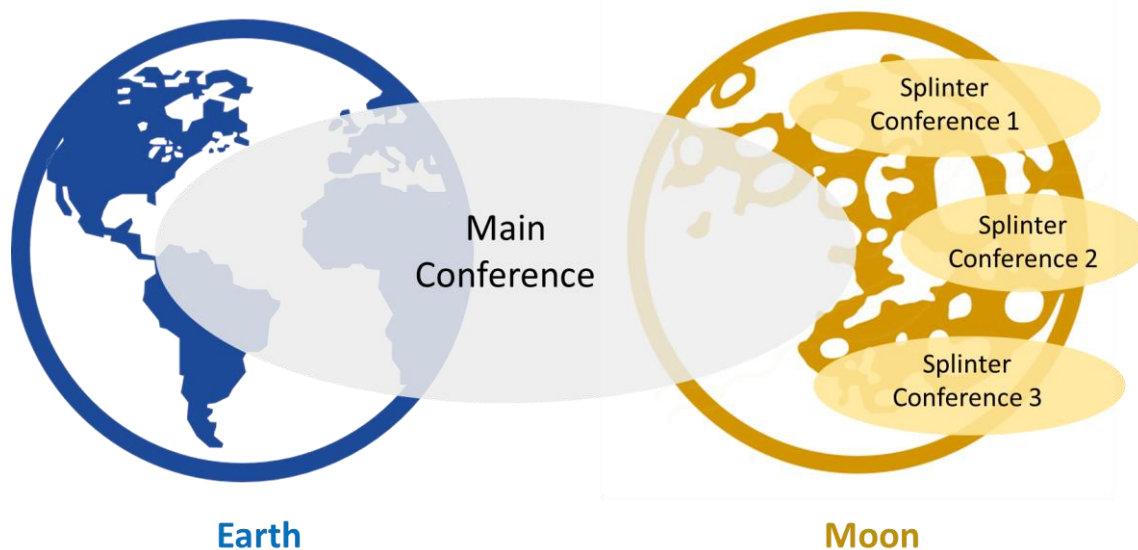 Main
Conference
Splinter
Conference 1
Splinter
Conference 2
Splinter
Conference 3
Earth
Moon